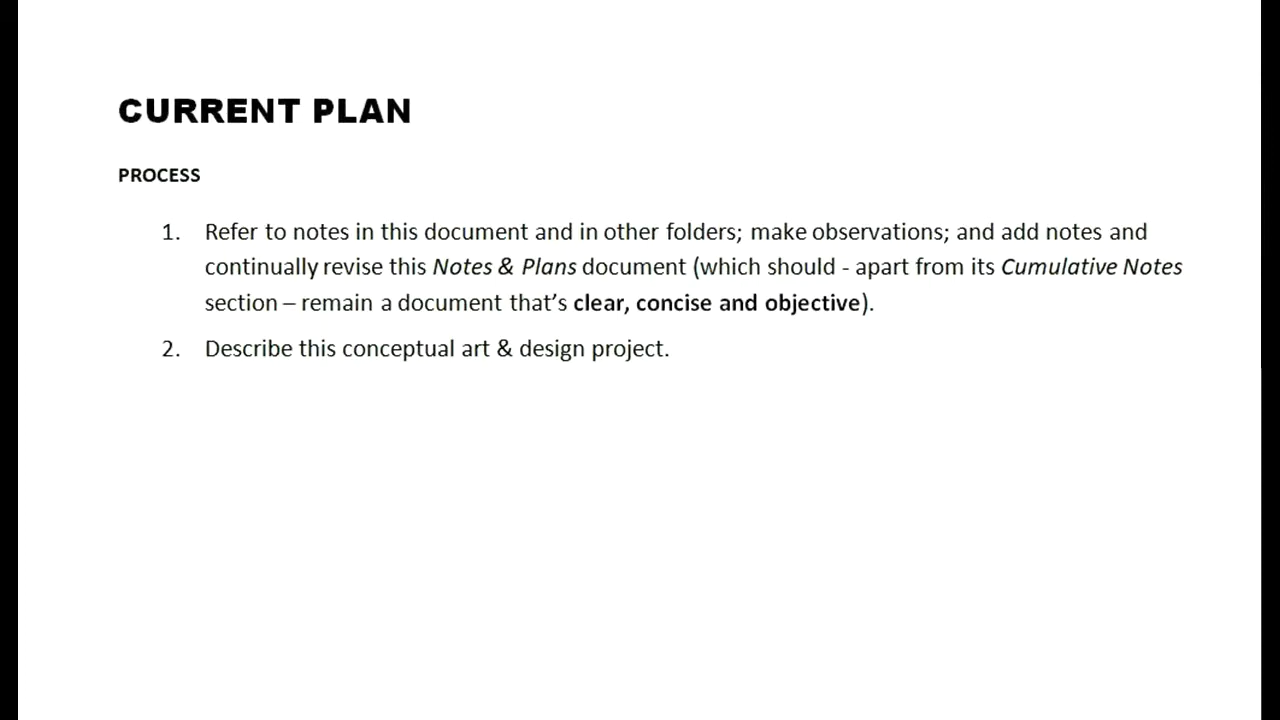 CURRENT PLAN
PROCESS
1. Refer to notes in this document and in other folders; make observations; and add notes and
continually revise this Notes & Plans document (which should - apart from its Cumulative Notes
section – remain a document that’s clear, concise and objective).
2. Describe this conceptual art & design project.